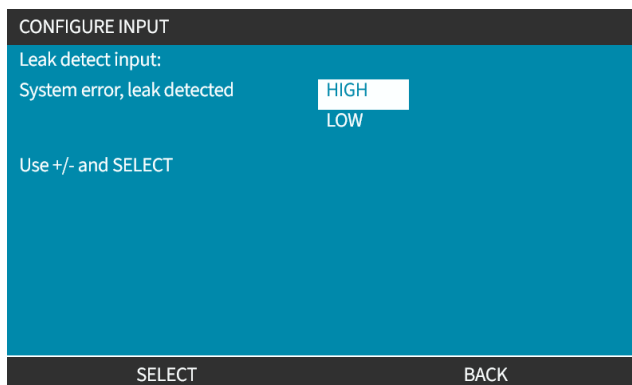 CONFIGURE INPUT
Leak detect input:
System error, leak detected HIGH
LOW
Use +/- and SELECT
SELECT BACK